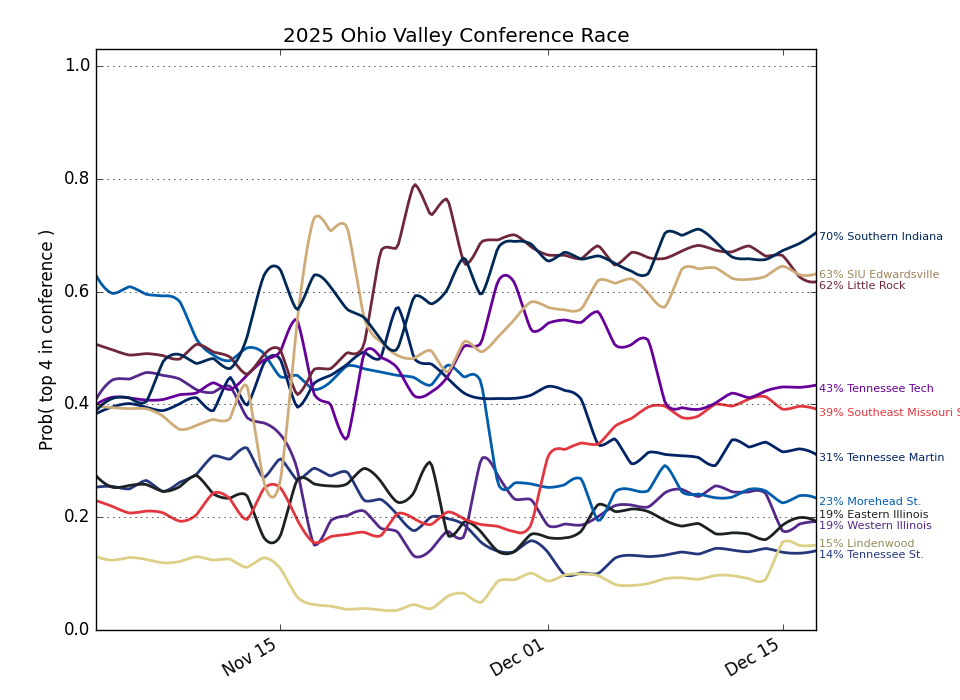 2025 Ohio Valley Conference Race
Prob( top 4 in conference )
1.0
0.8
0.6
0.4
0.2
0.0
Nov 15
Dec 01
Dec 15
70% Southern Indiana
63% SIU Edwardsville
62% Little Rock
43% Tennessee Tech
39% Southeast Missouri S
31% Tennessee Martin
23% Morehead St.
19% Eastern Illinois
19% Western Illinois
15% Lindenwood
14% Tennessee St.